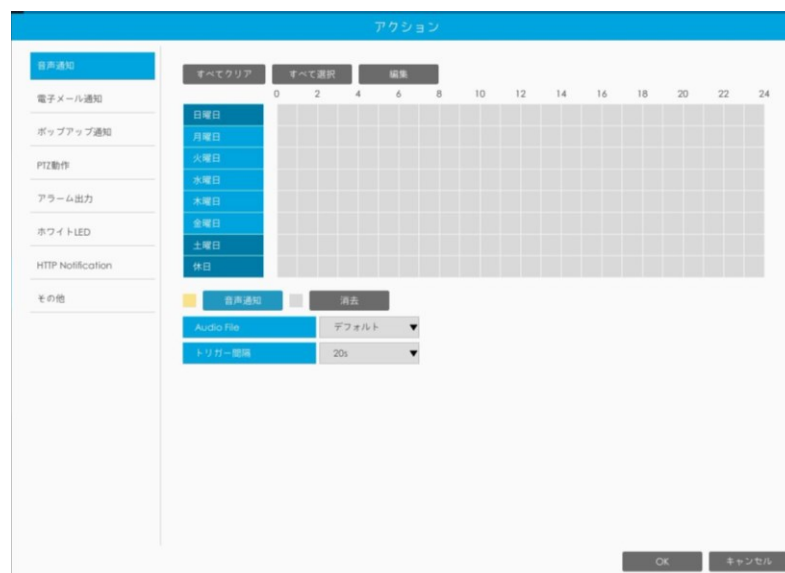 アクション
音声通知
電子メール通知
ポップアップ通知
PTZ動作
アラーム出力
ホワイトLED
HTTP Notification
その他
すべてクリア すべて選択 編集
0 2 4 6 8 10 12 14 16 18 20 22 24
日曜日
月曜日
火曜日
水曜日
木曜日
金曜日
土曜日
休日
音声通知 消去
Audio File デフォルト
トリガー間隔 20s
OK キャンセル